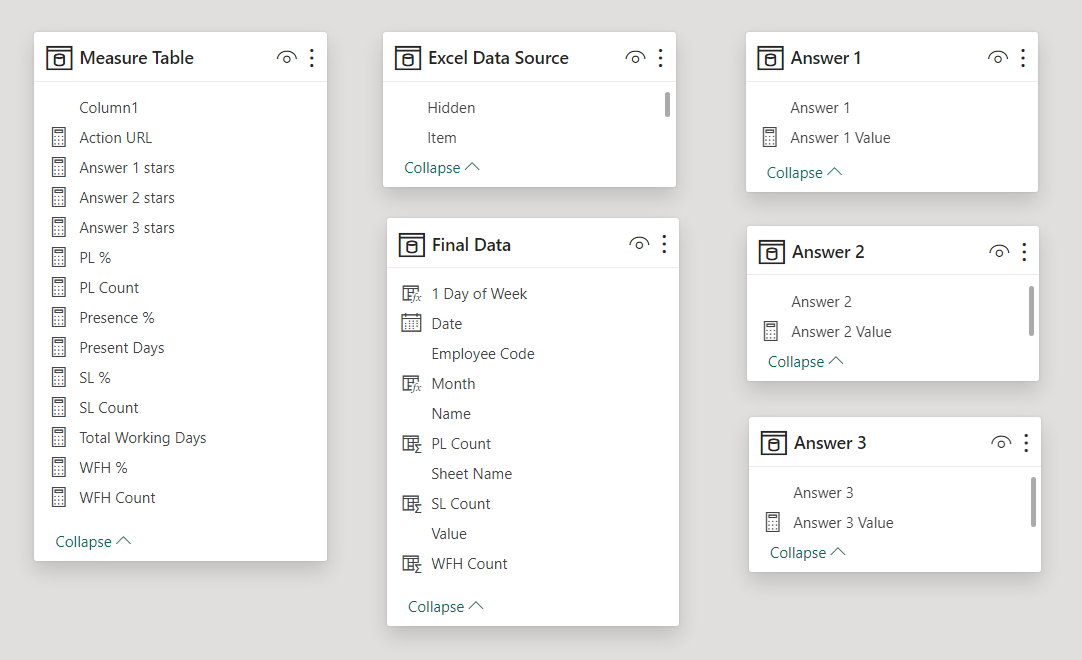 Measure Table
Column1
Action URL
Answer 1 stars
Answer 2 stars
Answer 3 stars
PL %
PL Count
Presence %
Present Days
SL %
SL Count
Total Working Days
WFH %
WFH Count
Collapse
Excel Data Source
Hidden
Item
Collapse
Final Data
1 Day of Week
Date
Employee Code
Month
Name
PL Count
Sheet Name
SL Count
Value
WFH Count
Collapse
Answer 1
Answer 1
Answer 1 Value
Collapse
Answer 2
Answer 2
Answer 2 Value
Collapse
Answer 3
Answer 3
Answer 3 Value
Collapse